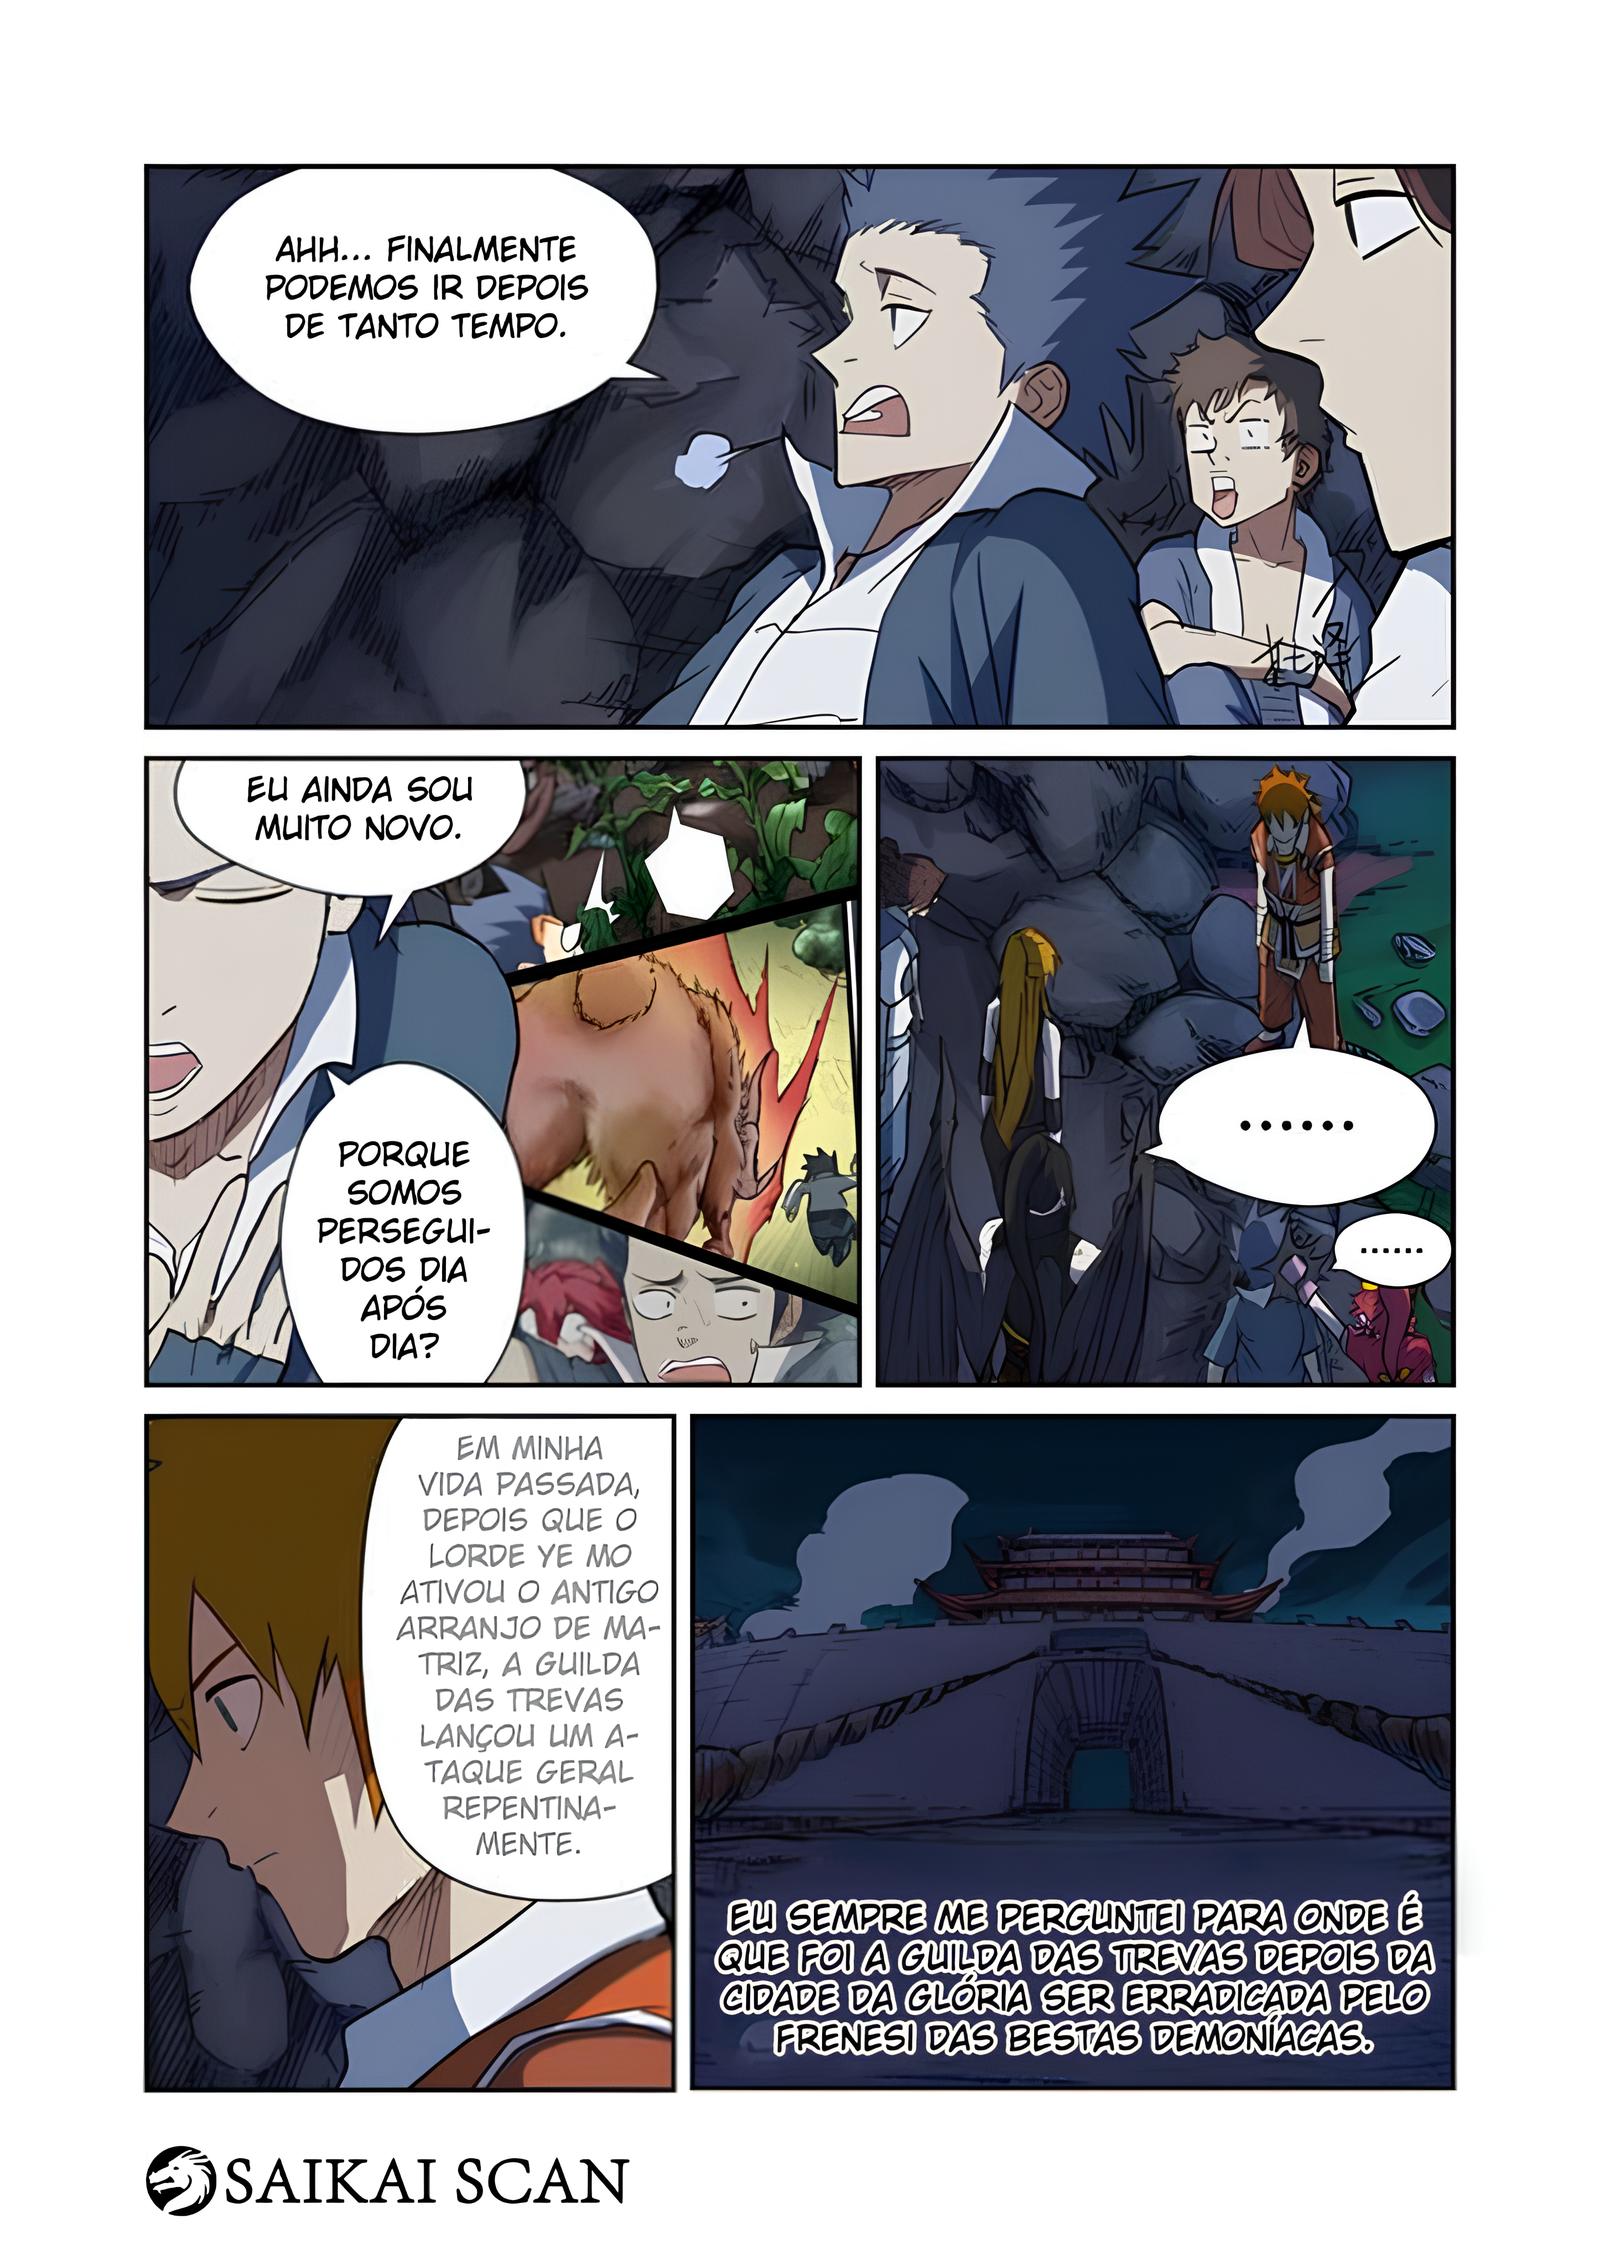 AHH... FINALMENTE
PODEMOS IR DEPOIS
DE TANTO TEMPO.
EU AINDA SOU
MUITO NOVO.
PORQUE
SOMOS
PERSEGUI-
DOS DIA
APÓS
DIA?
......
......
EM MINHA
VIDA PASSADA,
DEPOIS QUE O
LORDE YE MO
ATIVOU O ANTIGO
ARRANJO DE MA-
TRIZ, A GUILDA
DAS TREVAS
LANÇOU UM A-
TAQUE GERAL
REPENTINA-
MENTE.
EU SEMPRE ME PERGUNTEI PARA ONDE É
QUE FOI A GUILDA DAS TREVAS DEPOIS DA
CIDADE DA GLÓRIA SER ERRADICADA PELO
FRENESI DAS BESTAS DEMONÍACAS.
SAIKAI SCAN